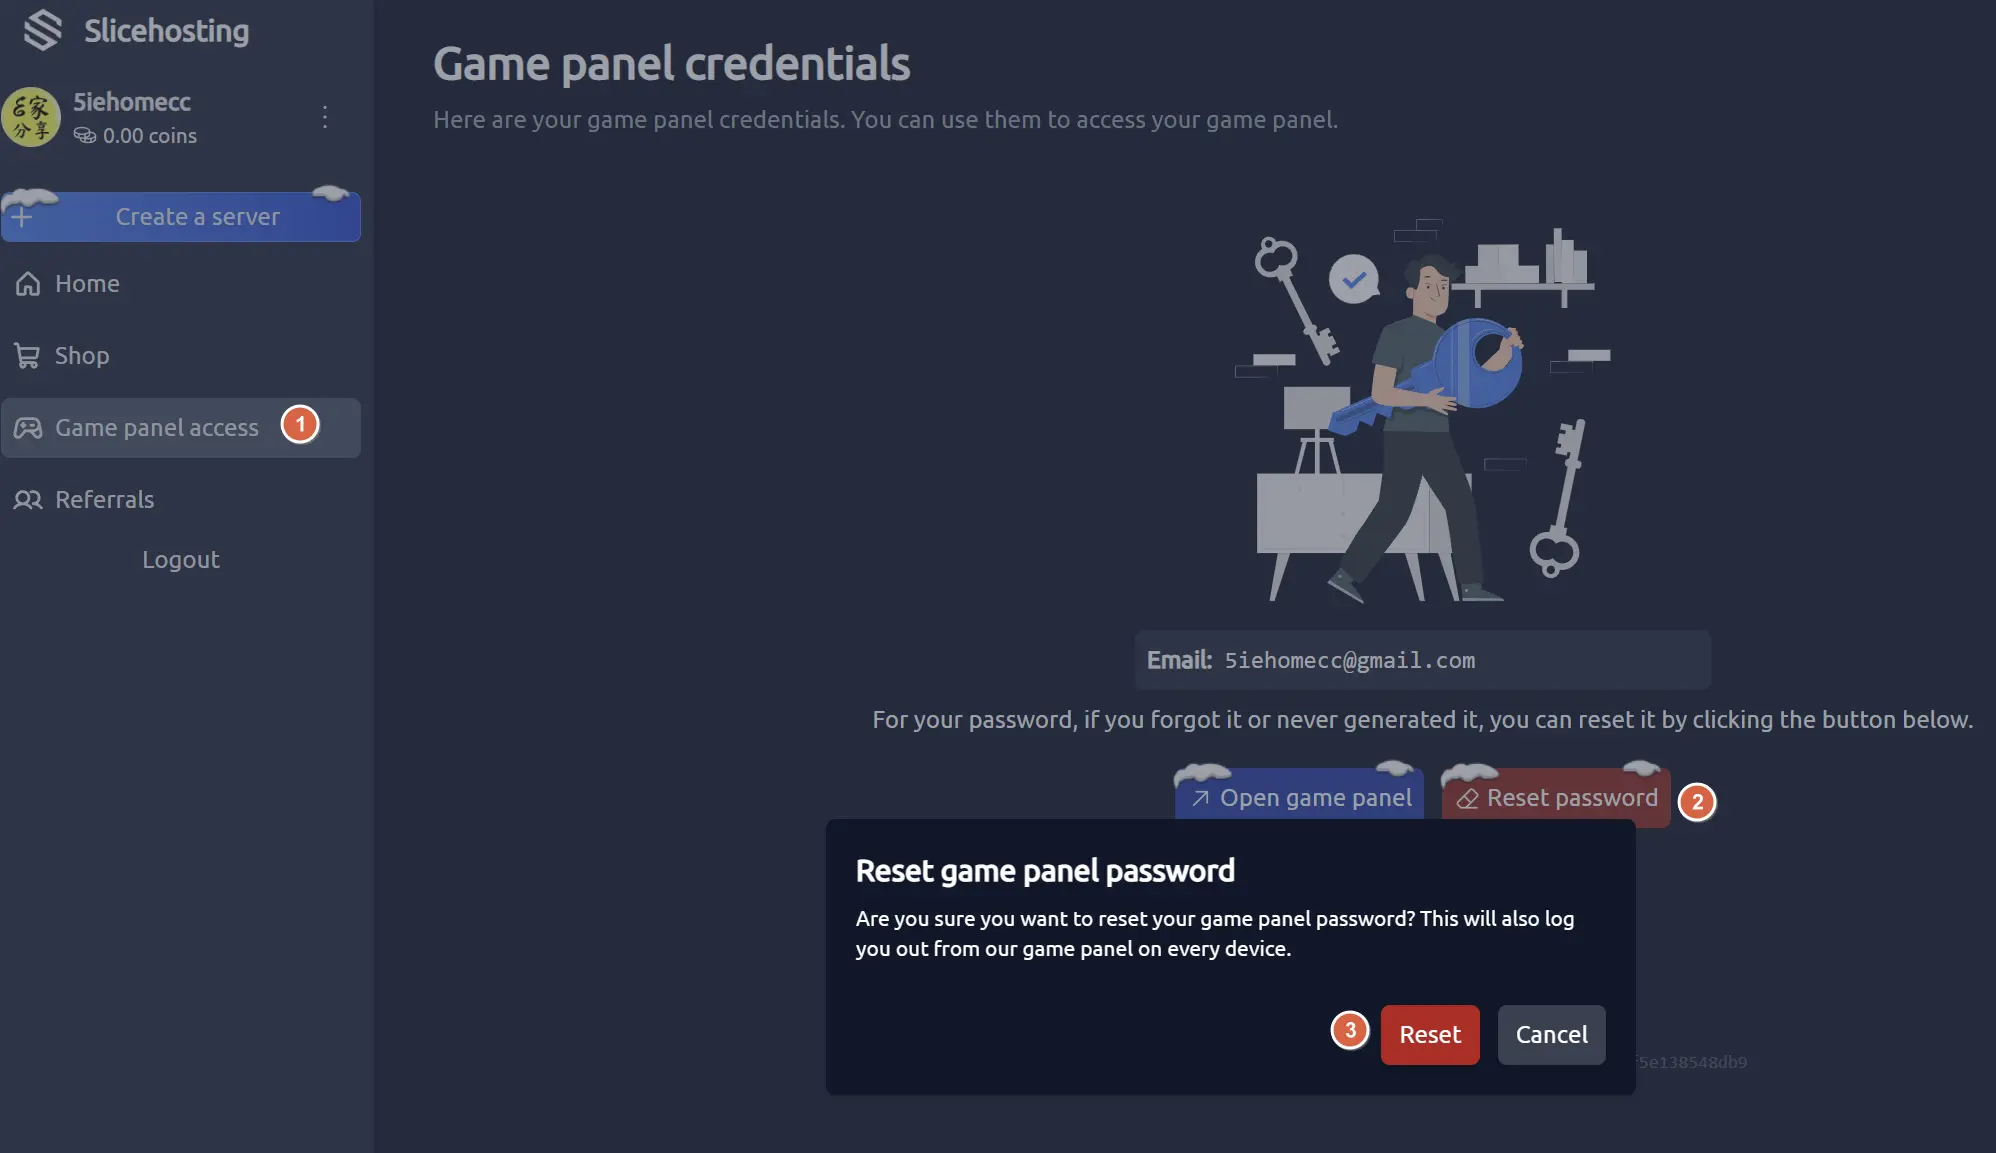 Slicehosting
5iehomecc
0.00 coins
E家
分享
Create a server
Home
Shop
Game panel access
1
Referrals
Logout
Game panel credentials
Here are your game panel credentials. You can use them to access your game panel.
Email: 5iehomecc@gmail.com
For your password, if you forgot it or never generated it, you can reset it by clicking the button below.
Open game panel
Reset password
2
Reset game panel password
Are you sure you want to reset your game panel password? This will also log
you out from our game panel on every device.
3
Reset
Cancel
5e138548db9